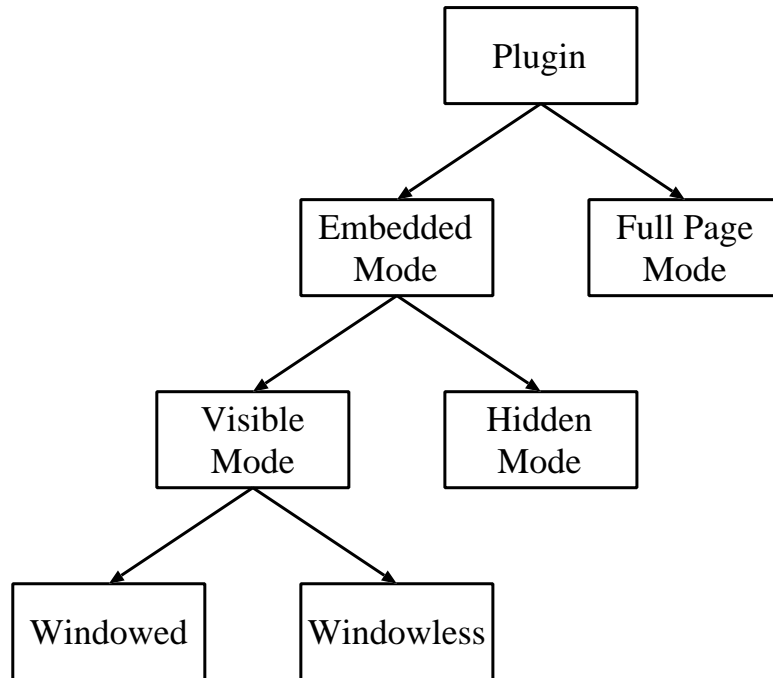 Plugin
Embedded
Mode
Full Page
Mode
Visible
Mode
Hidden
Mode
Windowed
Windowless